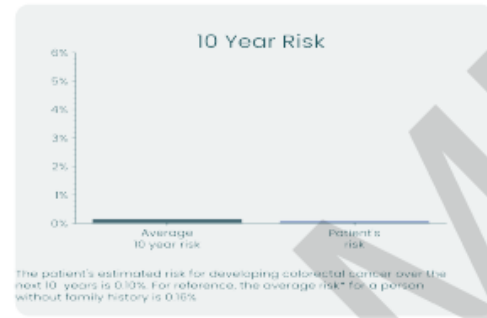 10 Year Risk
6%
5%
4%
3%
2%
1%
0%
Average
10 year risk
Patient's
risk
The patient's estimated risk for developing colorectal cancer over the
next 10 years is 0.10%. For reference, the average risk* for a person
without family history is 0.16%